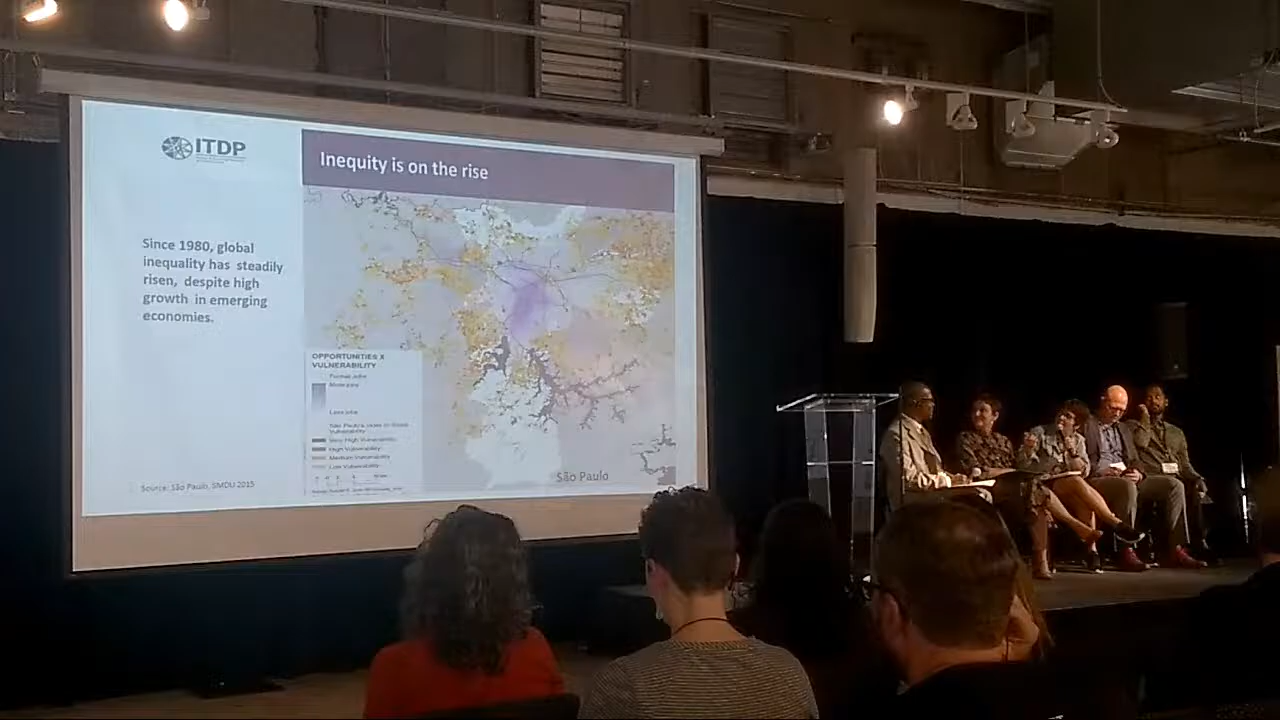 ITDP
Inequity is on the rise
Since 1980, global
inequality has steadily
risen, despite high
growth in emerging
economies.
OPPORTUNITIES X
VULNERABILITY
Formal jobs
More jobs
Less jobs
Very High Vulnerability
High Vulnerability
Medium Vulnerability
Low Vulnerability
São Paulo
Source: São Paulo, SMDU 2015